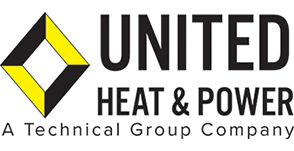 UNITED
HEAT & POWER
A Technical Group Company